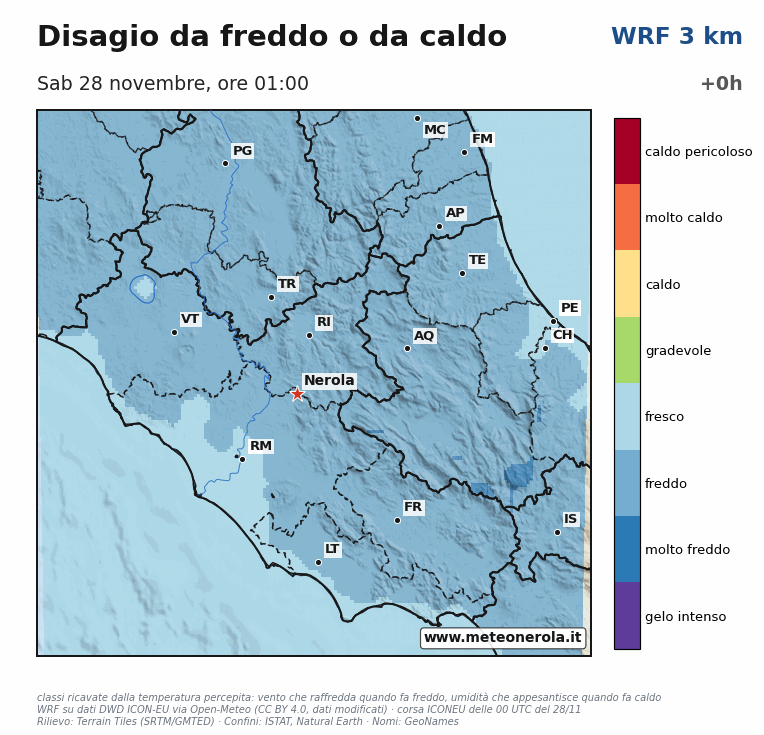 Disagio da freddo o da caldo
WRF 3 km
Sab 28 novembre, ore 01:00
+0h
MC
FM
PG
AP
TE
TR
PE
VT
RI
AQ
CH
Nerola
RM
FR
IS
LT
www.meteonerola.it
caldo pericoloso
molto caldo
caldo
gradevole
fresco
freddo
molto freddo
gelo intenso
classi ricavate dalla temperatura percepita: vento che raffredda quando fa freddo, umidità che appesantisce quando fa caldo
WRF su dati DWD ICON-EU via Open-Meteo (CC BY 4.0, dati modificati) · corsa ICONEU delle 00 UTC del 28/11
Rilievo: Terrain Tiles (SRTM/GMTED) · Confini: ISTAT, Natural Earth · Nomi: GeoNames